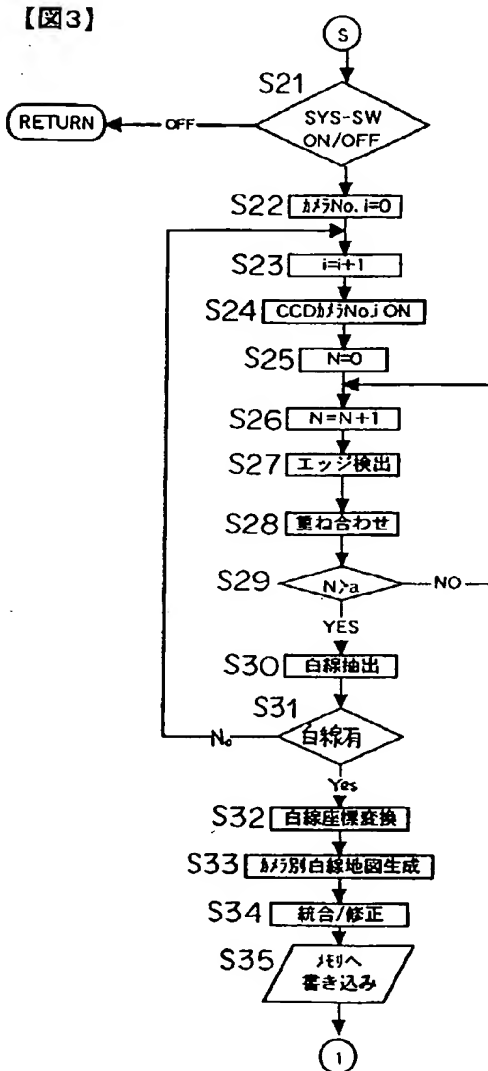 【図3】
S
S21
SYS-SW
ON/OFF
OFF
RETURN
S22 ｶﾒﾗNo. i=0
S23 i=i+1
S24 CCDｶﾒﾗNo.i ON
S25 N=0
S26 N=N+1
S27 エッジ検出
S28 重ね合わせ
S29 N>a
NO
YES
S30 白線抽出
S31
白線有
No
Yes
S32 白線座標変換
S33 ｶﾒﾗ別白線地図生成
S34 統合/修正
S35 ﾒﾓﾘへ
書き込み
1